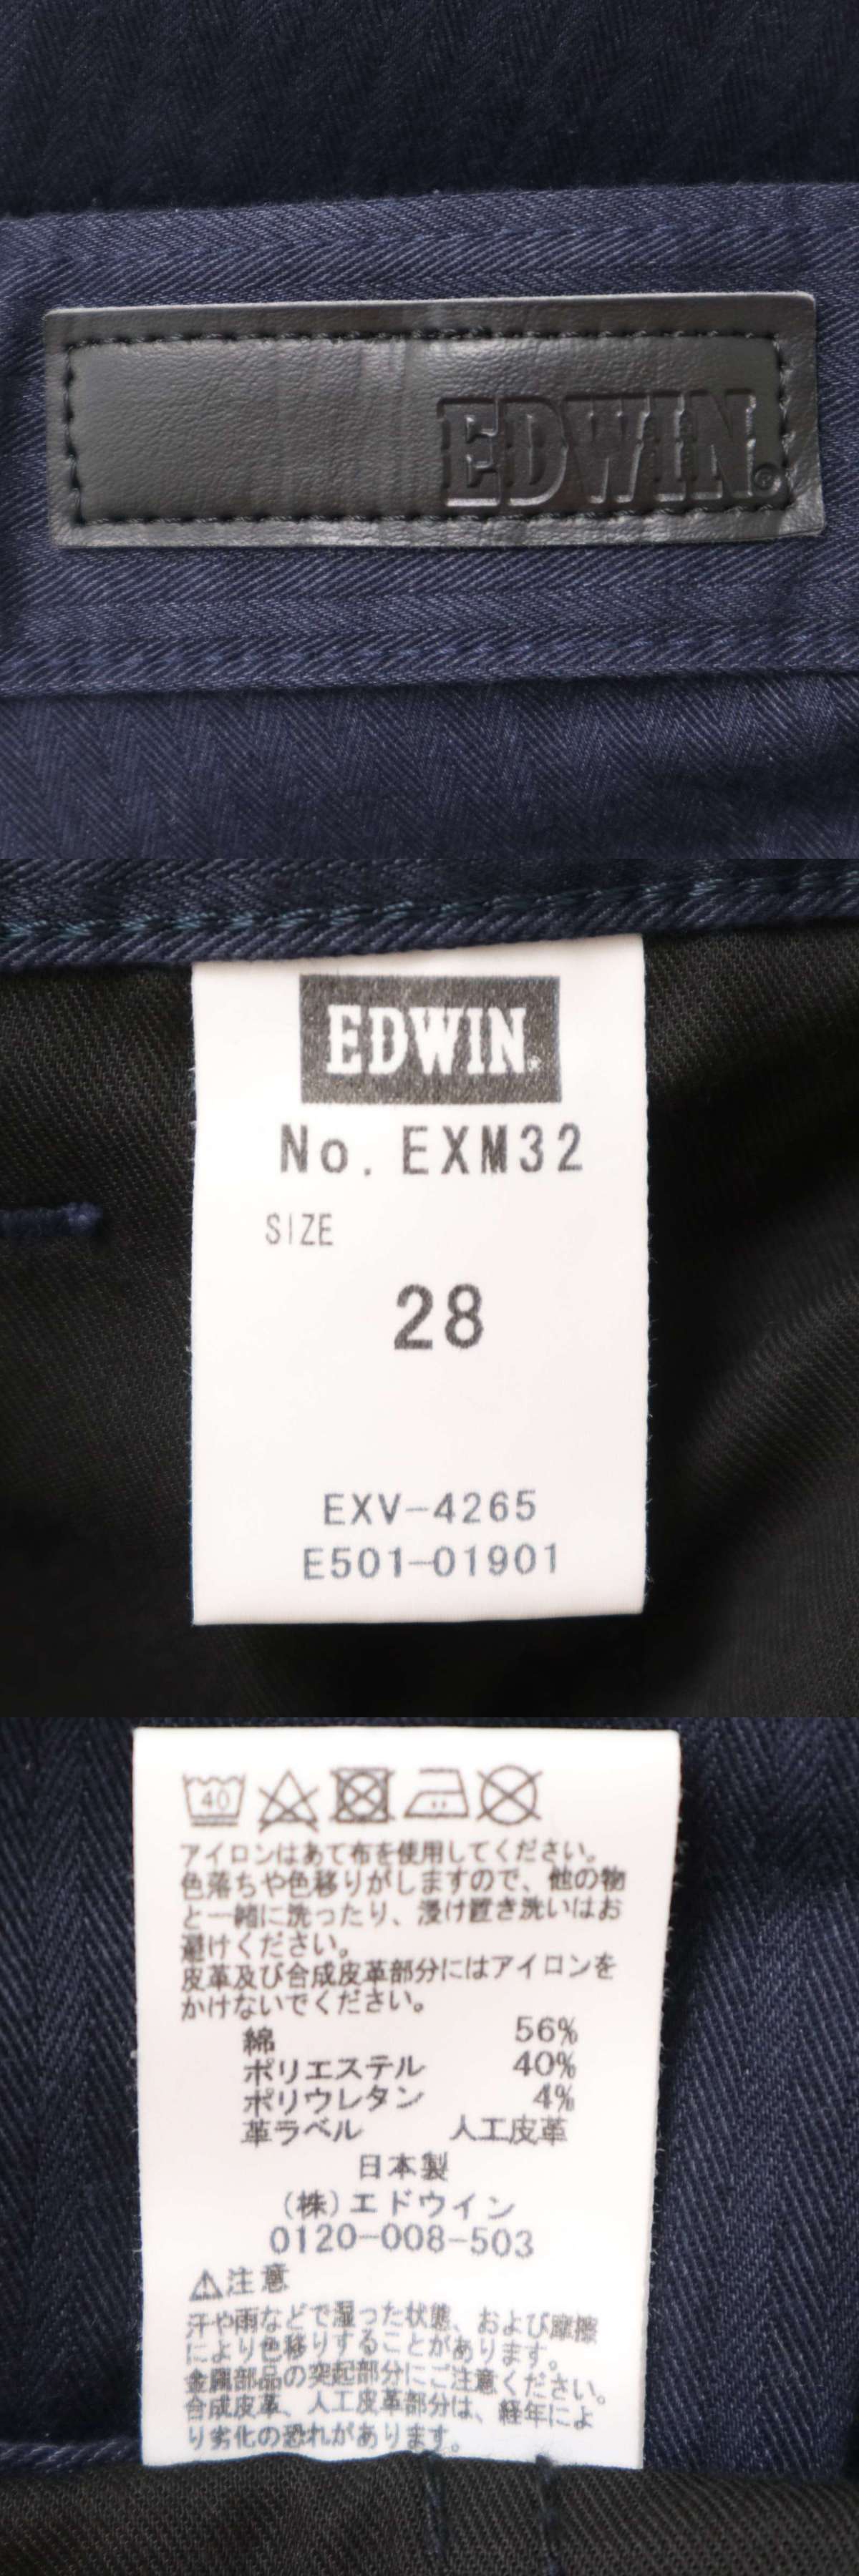 EDWIN®
EDWIN
No. EXM32
SIZE
28
EXV-4265
E501-01901
40
アイロンはあて布を使用してください。
色落ちや色移りがしますので、他の物
と一緒に洗ったり、浸け置き洗いはお
避けください。
皮革及び合成皮革部分にはアイロンを
かけないでください。
綿 56%
ポリエステル 40%
ポリウレタン 4%
革ラベル 人工皮革
日本製
(株)エドウイン
0120-008-503
⚠注意
汗や雨などで湿った状態、および摩擦
により色移りすることがあります。
金属部品の突起部分にご注意ください。
合成皮革、人工皮革部分は、経年によ
り劣化の恐れがあります。